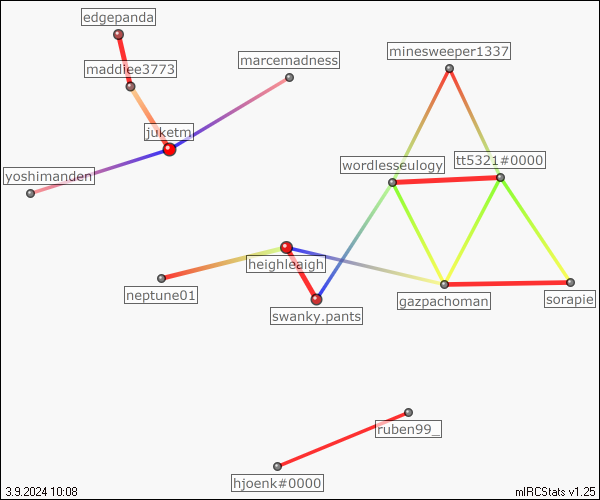 edgepanda
minesweeper1337
marcemadness
maddiee3773
juketm
tt5321#0000
wordlesseulogy
yoshimanden
heighleaigh
neptune01
gazpachoman
sorapie
swanky.pants
ruben99_
hjoenk#0000
3.9.2024 10:08
mIRCStats v1.25